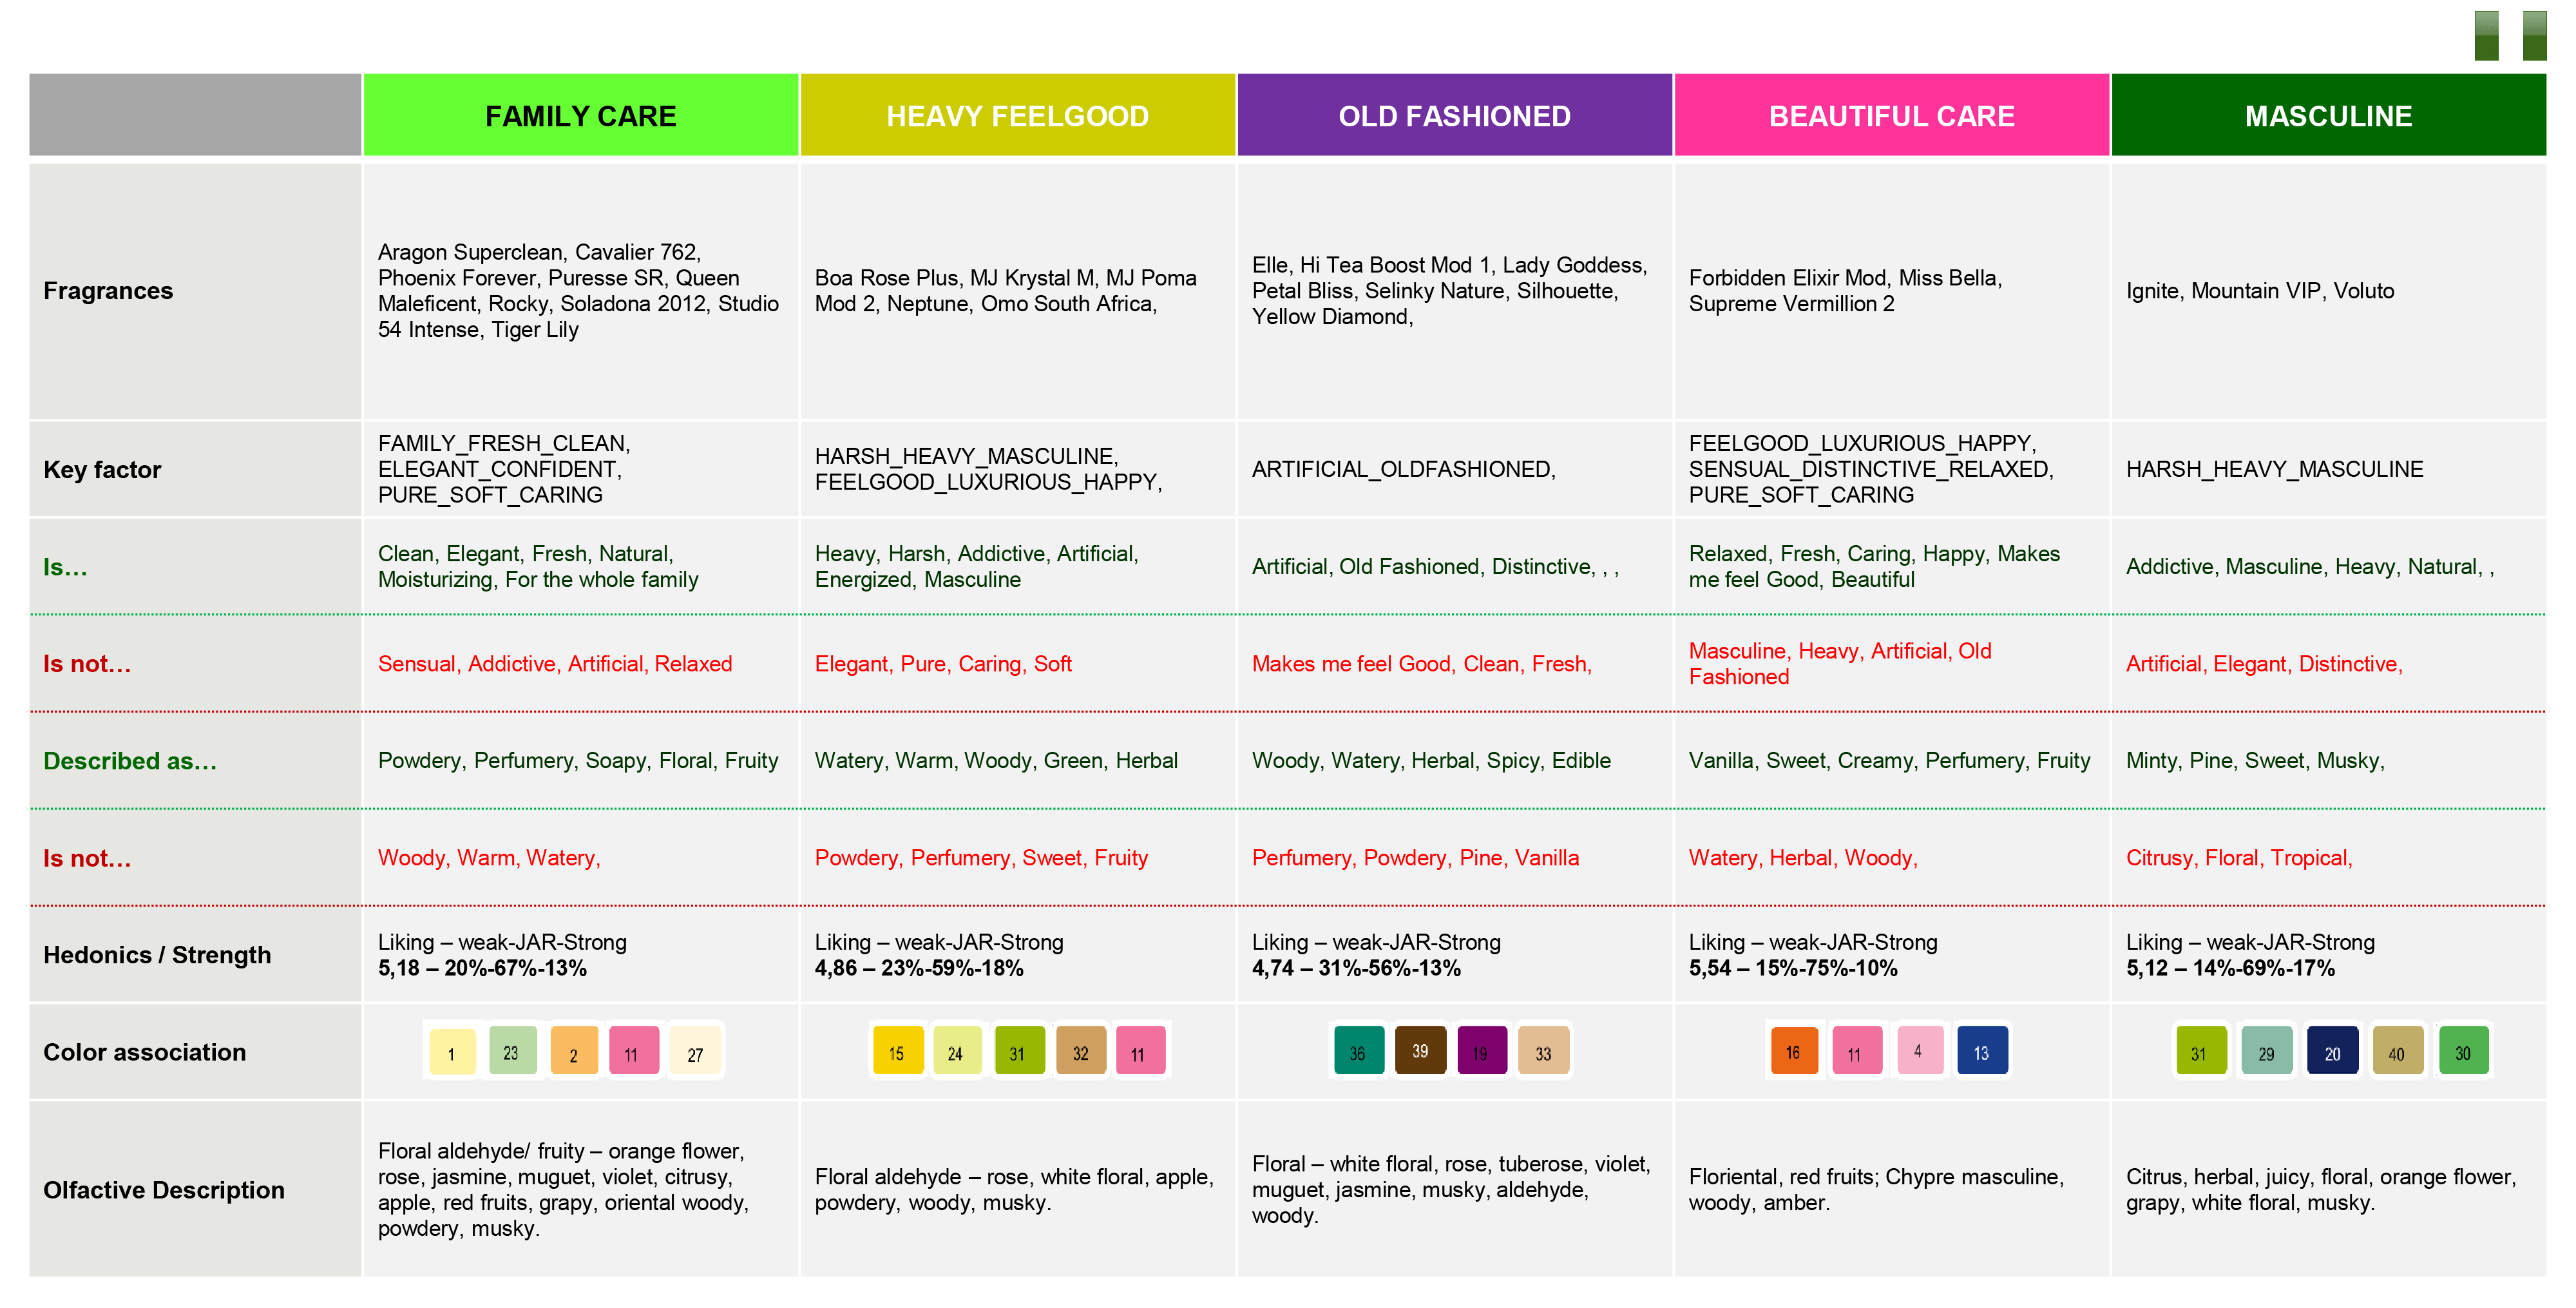 FAMILY CARE
HEAVY FEELGOOD
OLD FASHIONED
BEAUTIFUL CARE
MASCULINE
Fragrances
Aragon Superclean, Cavalier 762,
Phoenix Forever, Puresse SR, Queen
Maleficent, Rocky, Soladona 2012, Studio
54 Intense, Tiger Lily
Boa Rose Plus, MJ Krystal M, MJ Poma
Mod 2, Neptune, Omo South Africa,
Elle, Hi Tea Boost Mod 1, Lady Goddess,
Petal Bliss, Selinky Nature, Silhouette,
Yellow Diamond,
Forbidden Elixir Mod, Miss Bella,
Supreme Vermillion 2
Ignite, Mountain VIP, Voluto
Key factor
FAMILY_FRESH_CLEAN,
ELEGANT_CONFIDENT,
PURE_SOFT_CARING
HARSH_HEAVY_MASCULINE,
FEELGOOD_LUXURIOUS_HAPPY,
ARTIFICIAL_OLDFASHIONED,
FEELGOOD_LUXURIOUS_HAPPY,
SENSUAL_DISTINCTIVE_RELAXED,
PURE_SOFT_CARING
HARSH_HEAVY_MASCULINE
Is…
Clean, Elegant, Fresh, Natural,
Moisturizing, For the whole family
Heavy, Harsh, Addictive, Artificial,
Energized, Masculine
Artificial, Old Fashioned, Distinctive, , ,
Relaxed, Fresh, Caring, Happy, Makes
me feel Good, Beautiful
Addictive, Masculine, Heavy, Natural, ,
Is not…
Sensual, Addictive, Artificial, Relaxed
Elegant, Pure, Caring, Soft
Makes me feel Good, Clean, Fresh,
Masculine, Heavy, Artificial, Old
Fashioned
Artificial, Elegant, Distinctive,
Described as…
Powdery, Perfumery, Soapy, Floral, Fruity
Watery, Warm, Woody, Green, Herbal
Woody, Watery, Herbal, Spicy, Edible
Vanilla, Sweet, Creamy, Perfumery, Fruity
Minty, Pine, Sweet, Musky,
Is not…
Woody, Warm, Watery,
Powdery, Perfumery, Sweet, Fruity
Perfumery, Powdery, Pine, Vanilla
Watery, Herbal, Woody,
Citrusy, Floral, Tropical,
Hedonics / Strength
Liking – weak-JAR-Strong
5,18 – 20%-67%-13%
Liking – weak-JAR-Strong
4,86 – 23%-59%-18%
Liking – weak-JAR-Strong
4,74 – 31%-56%-13%
Liking – weak-JAR-Strong
5,54 – 15%-75%-10%
Liking – weak-JAR-Strong
5,12 – 14%-69%-17%
Color association
1 23 2 11 27
15 24 31 32 11
36 39 19 33
16 11 4 13
31 29 20 40 30
Olfactive Description
Floral aldehyde/ fruity – orange flower,
rose, jasmine, muguet, violet, citrusy,
apple, red fruits, grapy, oriental woody,
powdery, musky.
Floral aldehyde – rose, white floral, apple,
powdery, woody, musky.
Floral – white floral, rose, tuberose, violet,
muguet, jasmine, musky, aldehyde,
woody.
Floriental, red fruits; Chypre masculine,
woody, amber.
Citrus, herbal, juicy, floral, orange flower,
grapy, white floral, musky.